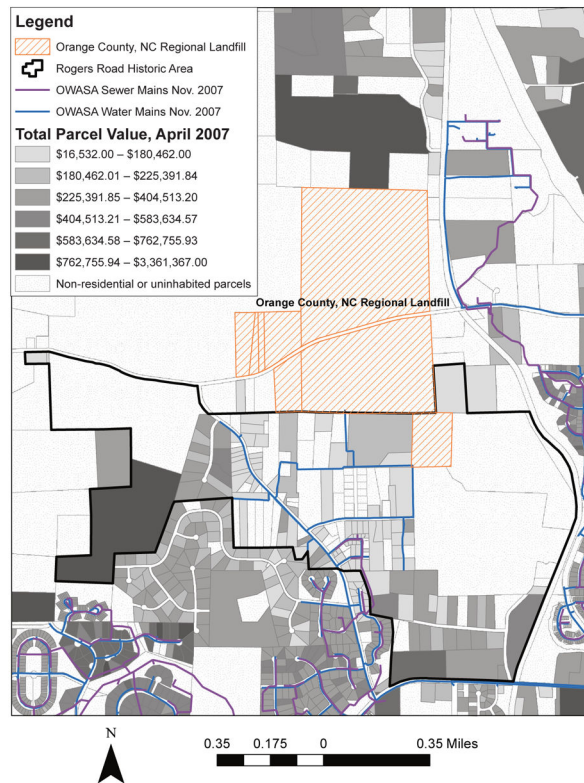 Legend
Orange County, NC Regional Landfill
Rogers Road Historic Area
OWASA Sewer Mains Nov. 2007
OWASA Water Mains Nov. 2007
Total Parcel Value, April 2007
$16,532.00 – $180,462.00
$180,462.01 – $225,391.84
$225,391.85 – $404,513.20
$404,513.21 – $583,634.57
$583,634.58 – $762,755.93
$762,755.94 – $3,361,367.00
Non-residential or uninhabited parcels
Orange County, NC Regional Landfill
N
0.35 0.175 0 0.35 Miles